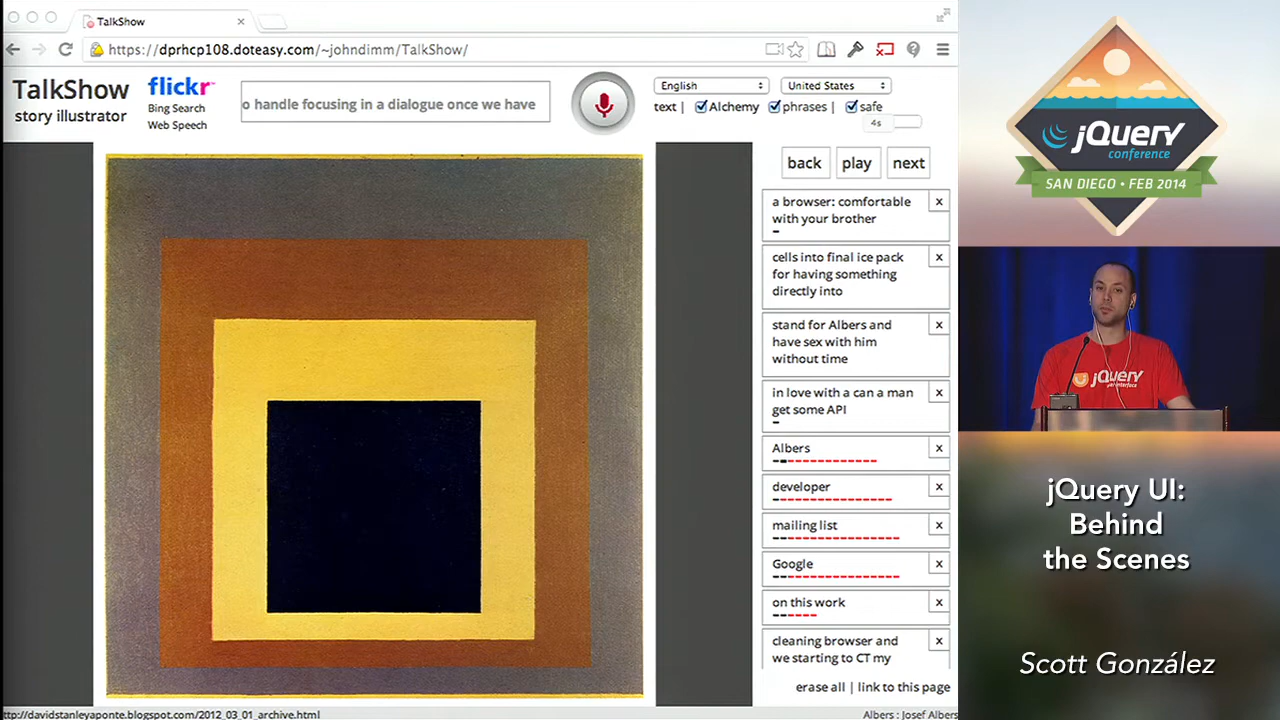 TalkShow
https://dprhcp108.doteasy.com/~johndimm/TalkShow/
TalkShow
story illustrator
flickr
Bing Search
Web Speech
o handle focusing in a dialogue once we have
English
United States
text |
Alchemy
phrases |
safe
4s
back
play
next
a browser: comfortable
with your brother
x
cells into final ice pack
for having something
directly into
x
stand for Albers and
have sex with him
without time
x
in love with a can a man
get some API
x
Albers
x
developer
x
mailing list
x
Google
x
on this work
x
cleaning browser and
we starting to CT my
x
erase all | link to this page
ttp://davidstanleyaponte.blogspot.com/2012_03_01_archive.html
Albers : Josef Albers
jQuery
conference
SAN DIEGO • FEB 2014
jQuery
jQuery UI:
Behind
the Scenes
Scott González